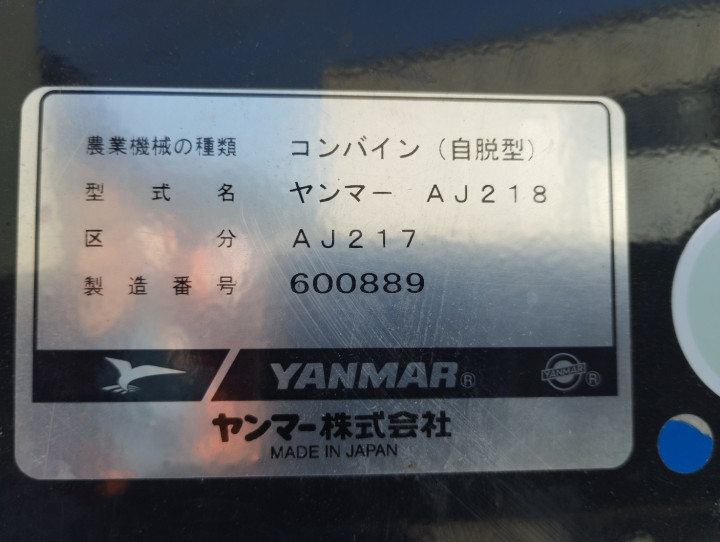 農業機械の種類 コンバイン（自脱型）
型式名 ヤンマー ＡＪ２１８
区分 ＡＪ２１７
製造番号 600889
YANMAR® YANMAR®
ヤンマー株式会社
MADE IN JAPAN